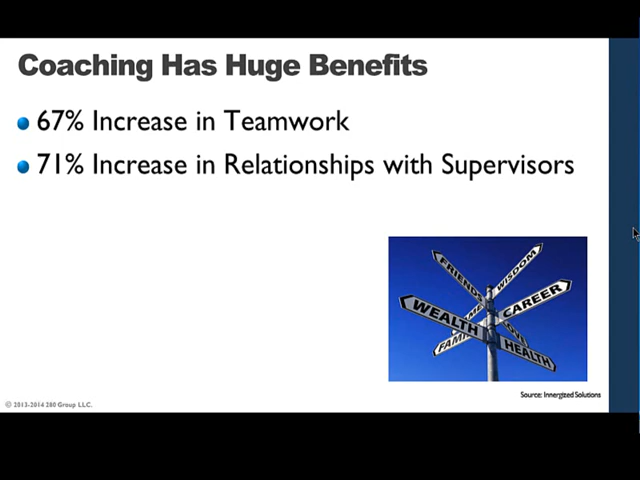 Coaching Has Huge Benefits
67% Increase in Teamwork
71% Increase in Relationships with Supervisors
FRIENDS
WISDOM
CAREER
WEALTH
LOVE
HEALTH
Source: Innergized Solutions
© 2013-2014 280 Group LLC.